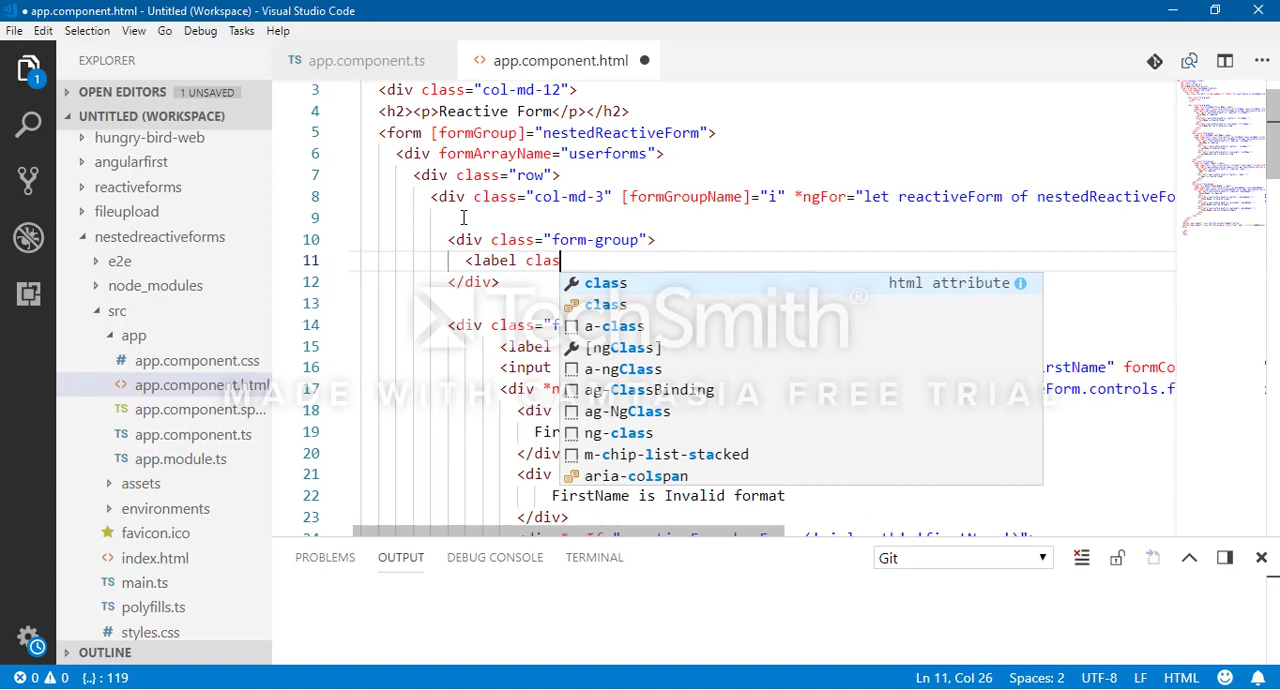 app.component.html - Untitled (Workspace) - Visual Studio Code
File Edit Selection View Go Debug Tasks Help
EXPLORER
TS app.component.ts
<> app.component.html
1
OPEN EDITORS 1 UNSAVED
UNTITLED (WORKSPACE)
hungry-bird-web
angularfirst
reactiveforms
fileupload
nestedreactiveforms
e2e
node_modules
src
app
# app.component.css
<> app.component.html
TS app.component.sp...
TS app.component.ts
TS app.module.ts
assets
environments
favicon.ico
<> index.html
TS main.ts
TS polyfills.ts
# styles.css
OUTLINE
3 <div class="col-md-12">
4 <h2><p>Reactive Form</p></h2>
5 <form [formGroup]="nestedReactiveForm">
6 <div formArrayName="userforms">
7 <div class="row">
8 <div class="col-md-3" [formGroupName]="i" *ngFor="let reactiveForm of nestedReactiveFo
9
10 <div class="form-group">
11 <label clas
12 </div>
13
14 <div class="f
15 <label
16 <input rstName" formCo
17 <div *n eForm.controls.f
18 <div
19 Fir
20 </div>
21 <div
22 FirstName is Invalid format
23 </div>
class html attribute
class
a-class
[ngClass]
a-ngClass
ag-ClassBinding
ag-NgClass
ng-class
m-chip-list-stacked
aria-colspan
TechSmith®
MADE WITH CAMTASIA FREE TRIAL
PROBLEMS OUTPUT DEBUG CONSOLE TERMINAL
Git
0 0 {..} : 119
Ln 11, Col 26 Spaces: 2 UTF-8 LF HTML